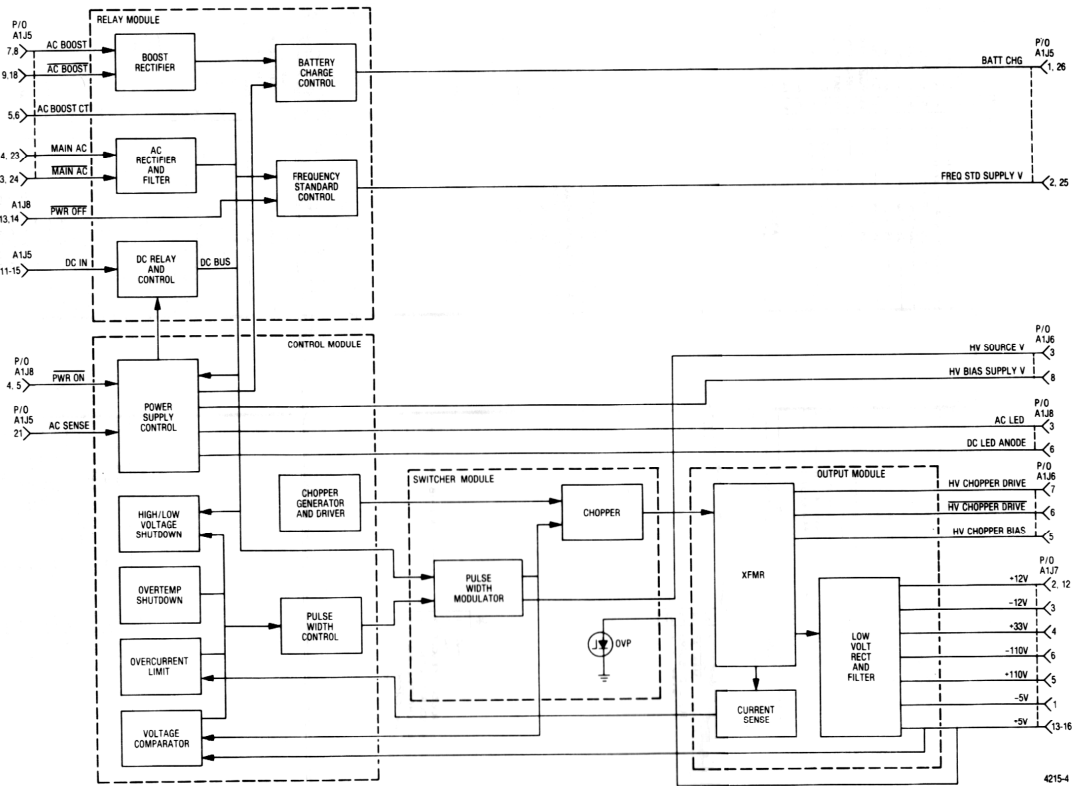 RELAY MODULE
P/O
A1J5
7,8
AC BOOST
9,18
AC BOOST
BOOST
RECTIFIER
BATTERY
CHARGE
CONTROL
BATT CHG
P/O
A1J5
1, 26
5,6
AC BOOST CT
4, 23
MAIN AC
3, 24
MAIN AC
AC
RECTIFIER
AND
FILTER
FREQUENCY
STANDARD
CONTROL
FREQ STD SUPPLY V
2, 25
A1J8
13,14
PWR OFF
A1J5
11-15
DC IN
DC RELAY
AND
CONTROL
DC BUS
CONTROL MODULE
P/O
A1J8
4, 5
PWR ON
P/O
A1J5
21
AC SENSE
POWER
SUPPLY
CONTROL
HV SOURCE V
P/O
A1J6
3
HV BIAS SUPPLY V
8
AC LED
P/O
A1J8
3
DC LED ANODE
6
HIGH/LOW
VOLTAGE
SHUTDOWN
CHOPPER
GENERATOR
AND DRIVER
SWITCHER MODULE
CHOPPER
OUTPUT MODULE
XFMR
HV CHOPPER DRIVE
P/O
A1J6
7
HV CHOPPER DRIVE
6
HV CHOPPER BIAS
5
OVERTEMP
SHUTDOWN
PULSE
WIDTH
CONTROL
PULSE
WIDTH
MODULATOR
OVP
OVERCURRENT
LIMIT
VOLTAGE
COMPARATOR
CURRENT
SENSE
LOW
VOLT
RECT
AND
FILTER
P/O
A1J7
+12V
2, 12
-12V
3
+33V
4
-110V
6
+110V
5
-5V
1
+5V
13-16
4215-4